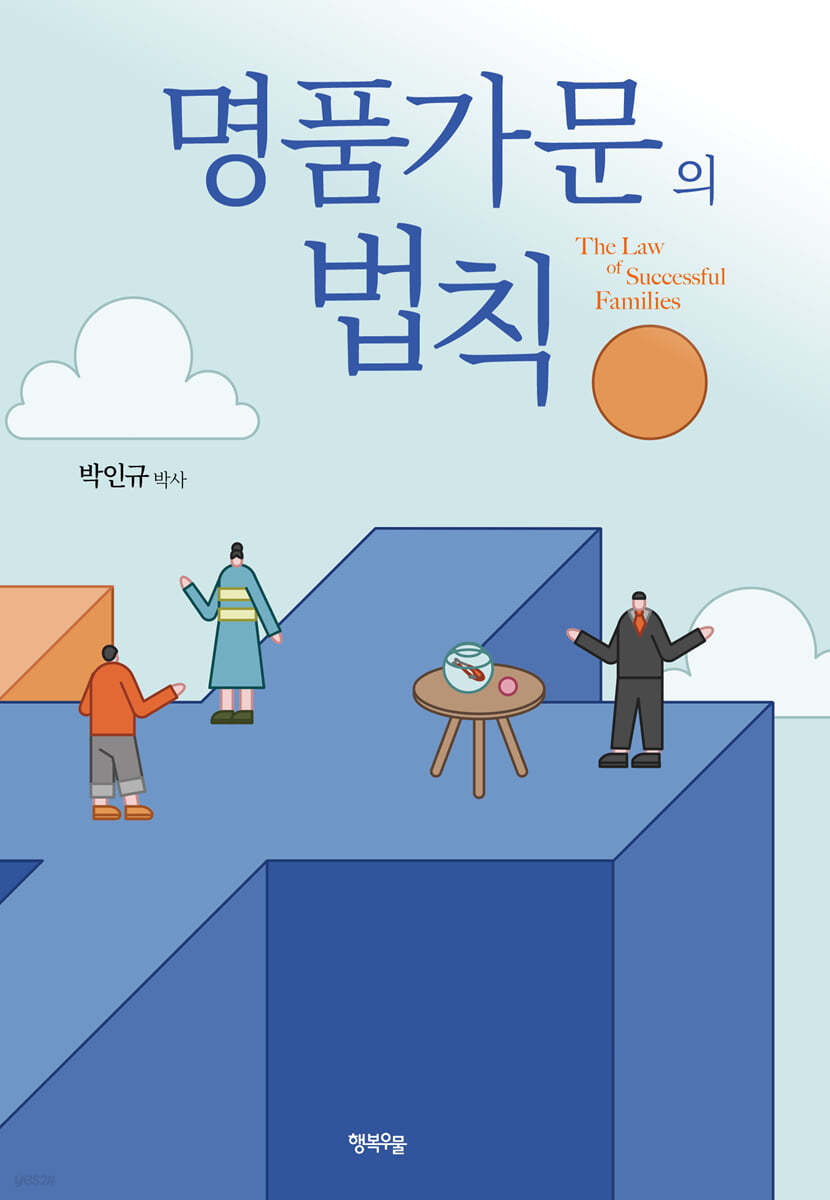 명품가문의
법칙
The Law
of Successful
Families
박인규 박사
행복우물
yes24